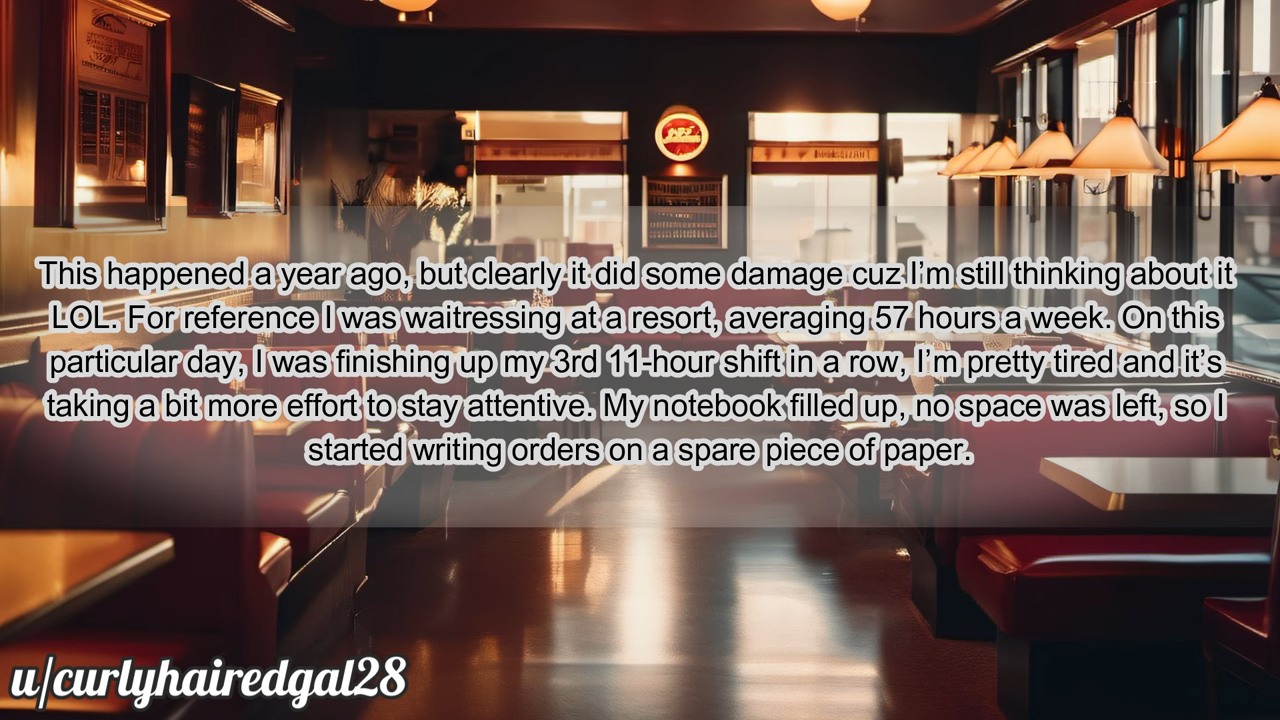 This happened a year ago, but clearly it did some damage cuz I’m still thinking about it
LOL. For reference I was waitressing at a resort, averaging 57 hours a week. On this
particular day, I was finishing up my 3rd 11-hour shift in a row, I’m pretty tired and it’s
taking a bit more effort to stay attentive. My notebook filled up, no space was left, so I
started writing orders on a spare piece of paper.
u/curlyhairedgal28